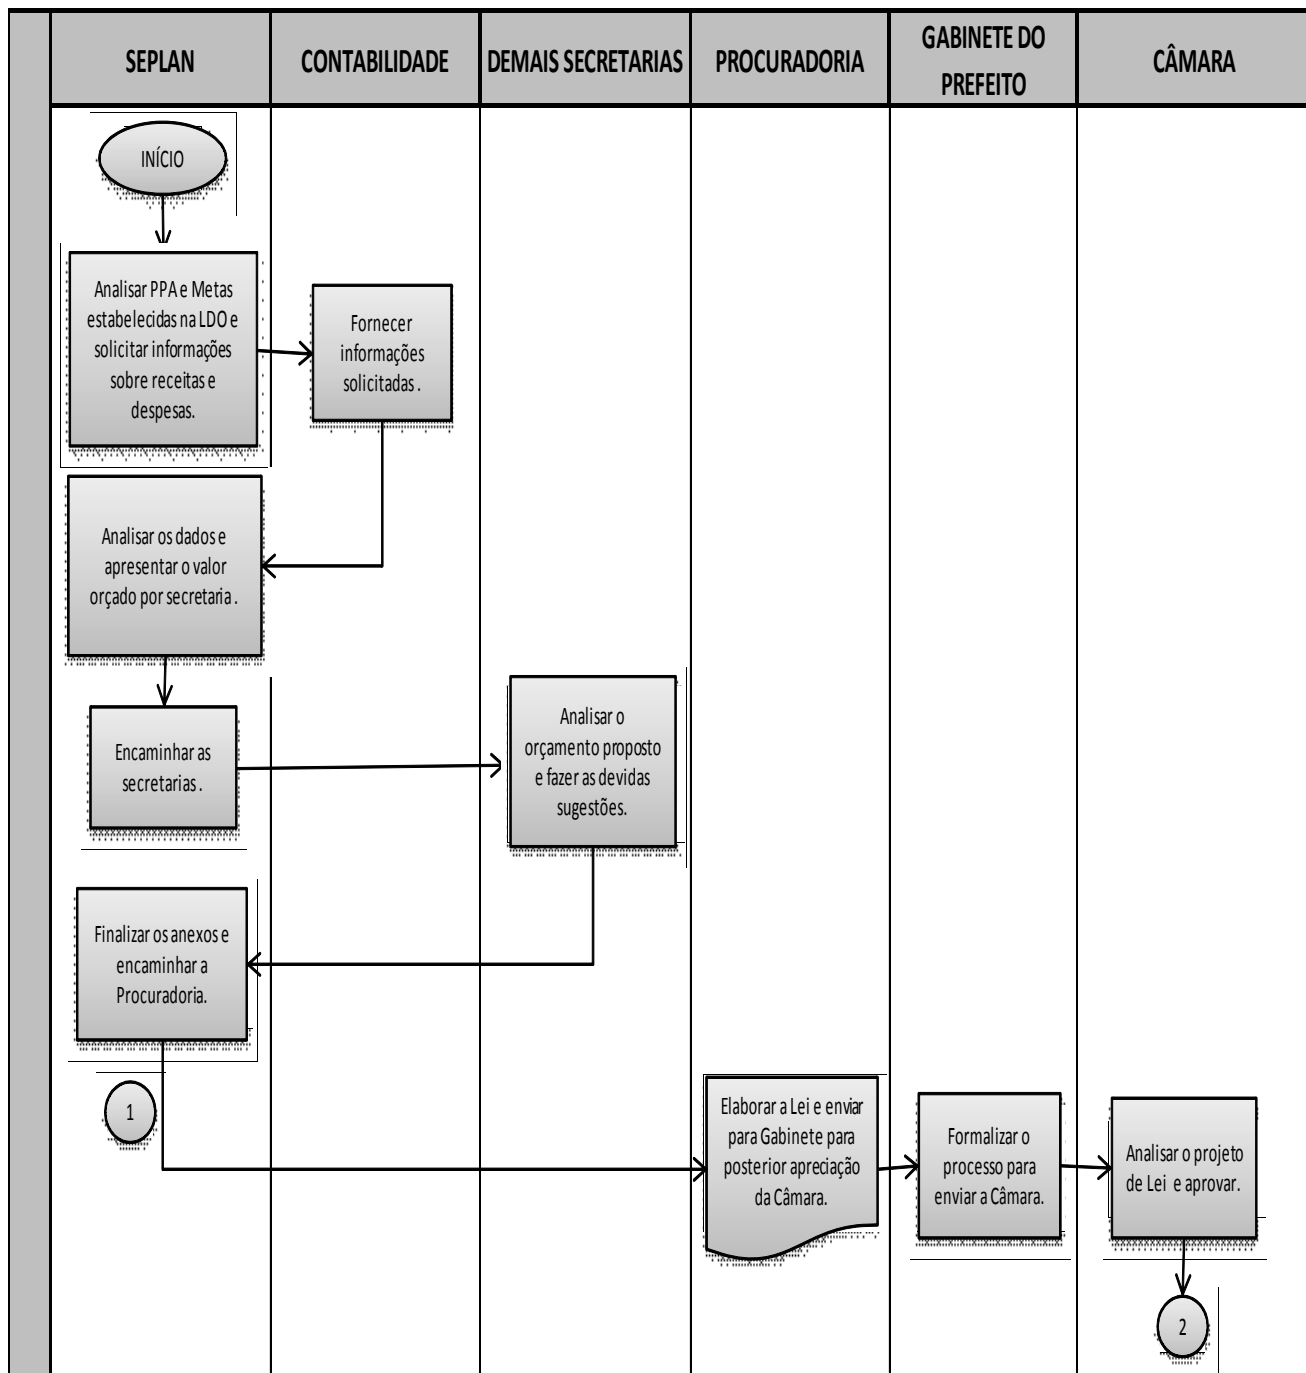 SEPLAN
CONTABILIDADE
DEMAIS SECRETARIAS
PROCURADORIA
GABINETE DO
PREFEITO
CÂMARA
INÍCIO
Analisar PPA e Metas
estabelecidas na LDO e
solicitar informações
sobre receitas e
despesas.
Fornecer
informações
solicitadas .
Analisar os dados e
apresentar o valor
orçado por secretaria .
Encaminhar as
secretarias .
Analisar o
orçamento proposto
e fazer as devidas
sugestões.
Finalizar os anexos e
encaminhar a
Procuradoria.
1
Elaborar a Lei e enviar
para Gabinete para
posterior apreciação
da Câmara.
Formalizar o
processo para
enviar a Câmara.
Analisar o projeto
de Lei e aprovar.
2